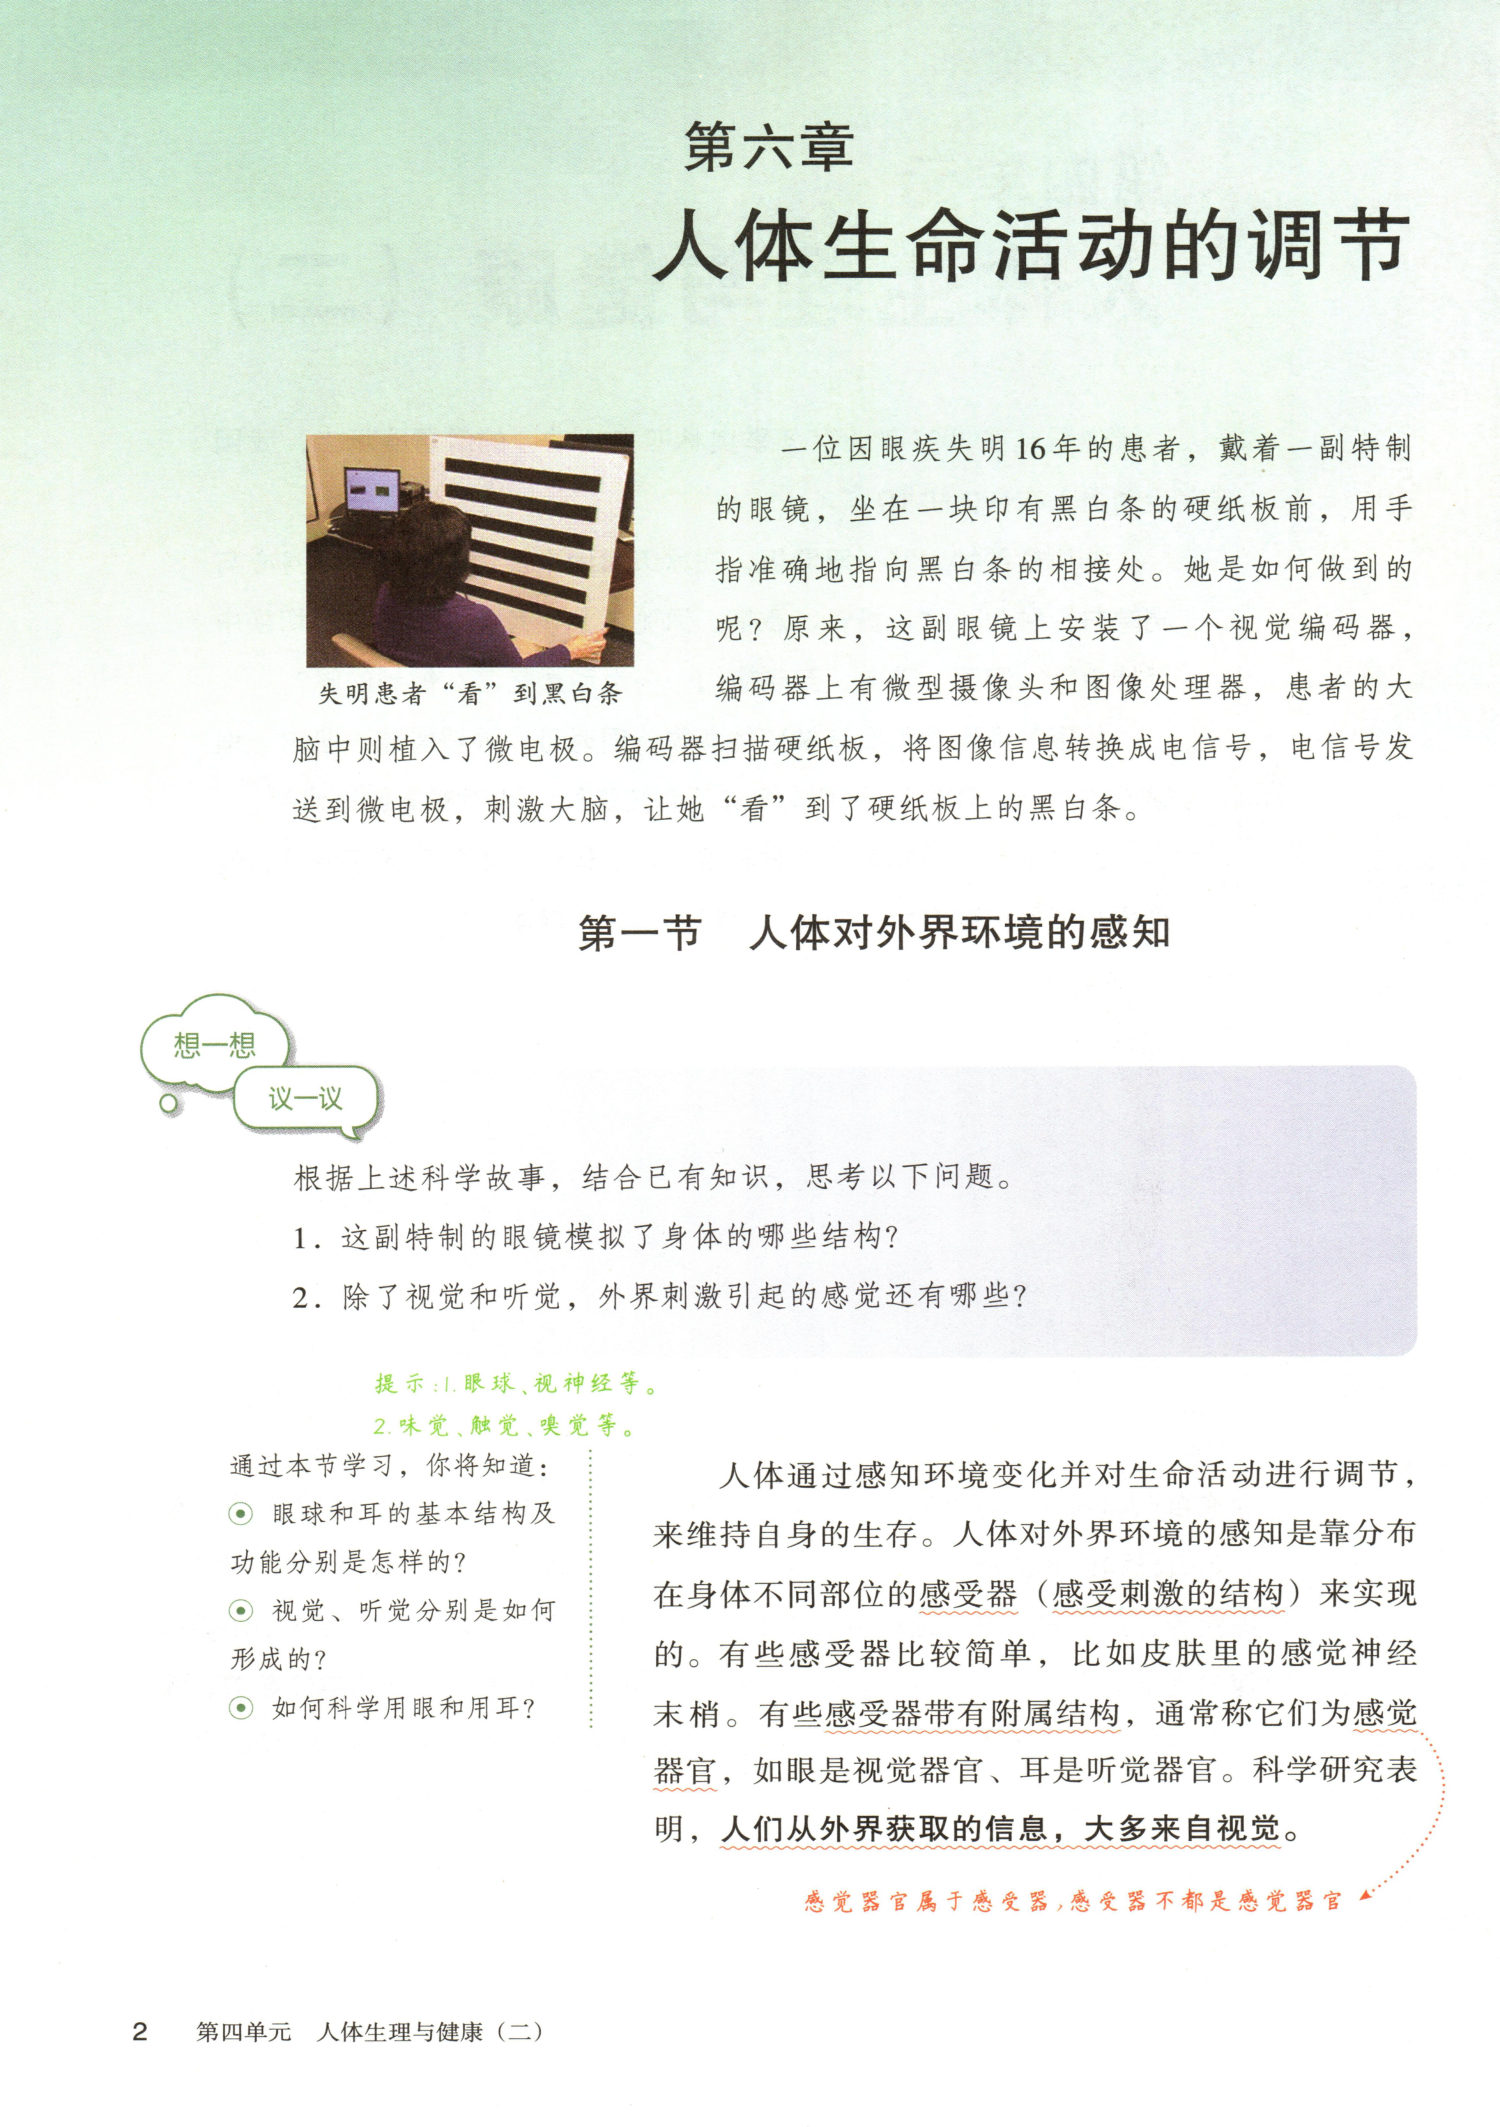 第六章
人体生命活动的调节
一位因眼疾失明16年的患者，戴着一副特制
的眼镜，坐在一块印有黑白条的硬纸板前，用手
指准确地指向黑白条的相接处。她是如何做到的
呢？原来，这副眼镜上安装了一个视觉编码器，
编码器上有微型摄像头和图像处理器，患者的大
脑中则植入了微电极。编码器扫描硬纸板，将图像信息转换成电信号，电信号发
送到微电极，刺激大脑，让她“看”到了硬纸板上的黑白条。
失明患者“看”到黑白条
第一节 人体对外界环境的感知
想一想
议一议
根据上述科学故事，结合已有知识，思考以下问题。
1. 这副特制的眼镜模拟了身体的哪些结构？
2. 除了视觉和听觉，外界刺激引起的感觉还有哪些？
提示：1.眼球、视神经等。
2.味觉、触觉、嗅觉等。
通过本节学习，你将知道：
眼球和耳的基本结构及
功能分别是怎样的？
视觉、听觉分别是如何
形成的？
如何科学用眼和用耳？
人体通过感知环境变化并对生命活动进行调节，
来维持自身的生存。人体对外界环境的感知是靠分布
在身体不同部位的感受器（感受刺激的结构）来实现
的。有些感受器比较简单，比如皮肤里的感觉神经
末梢。有些感受器带有附属结构，通常称它们为感觉
器官，如眼是视觉器官、耳是听觉器官。科学研究表
明，人们从外界获取的信息，大多来自视觉。
感觉器官属于感受器，感受器不都是感觉器官
2 第四单元 人体生理与健康（二）